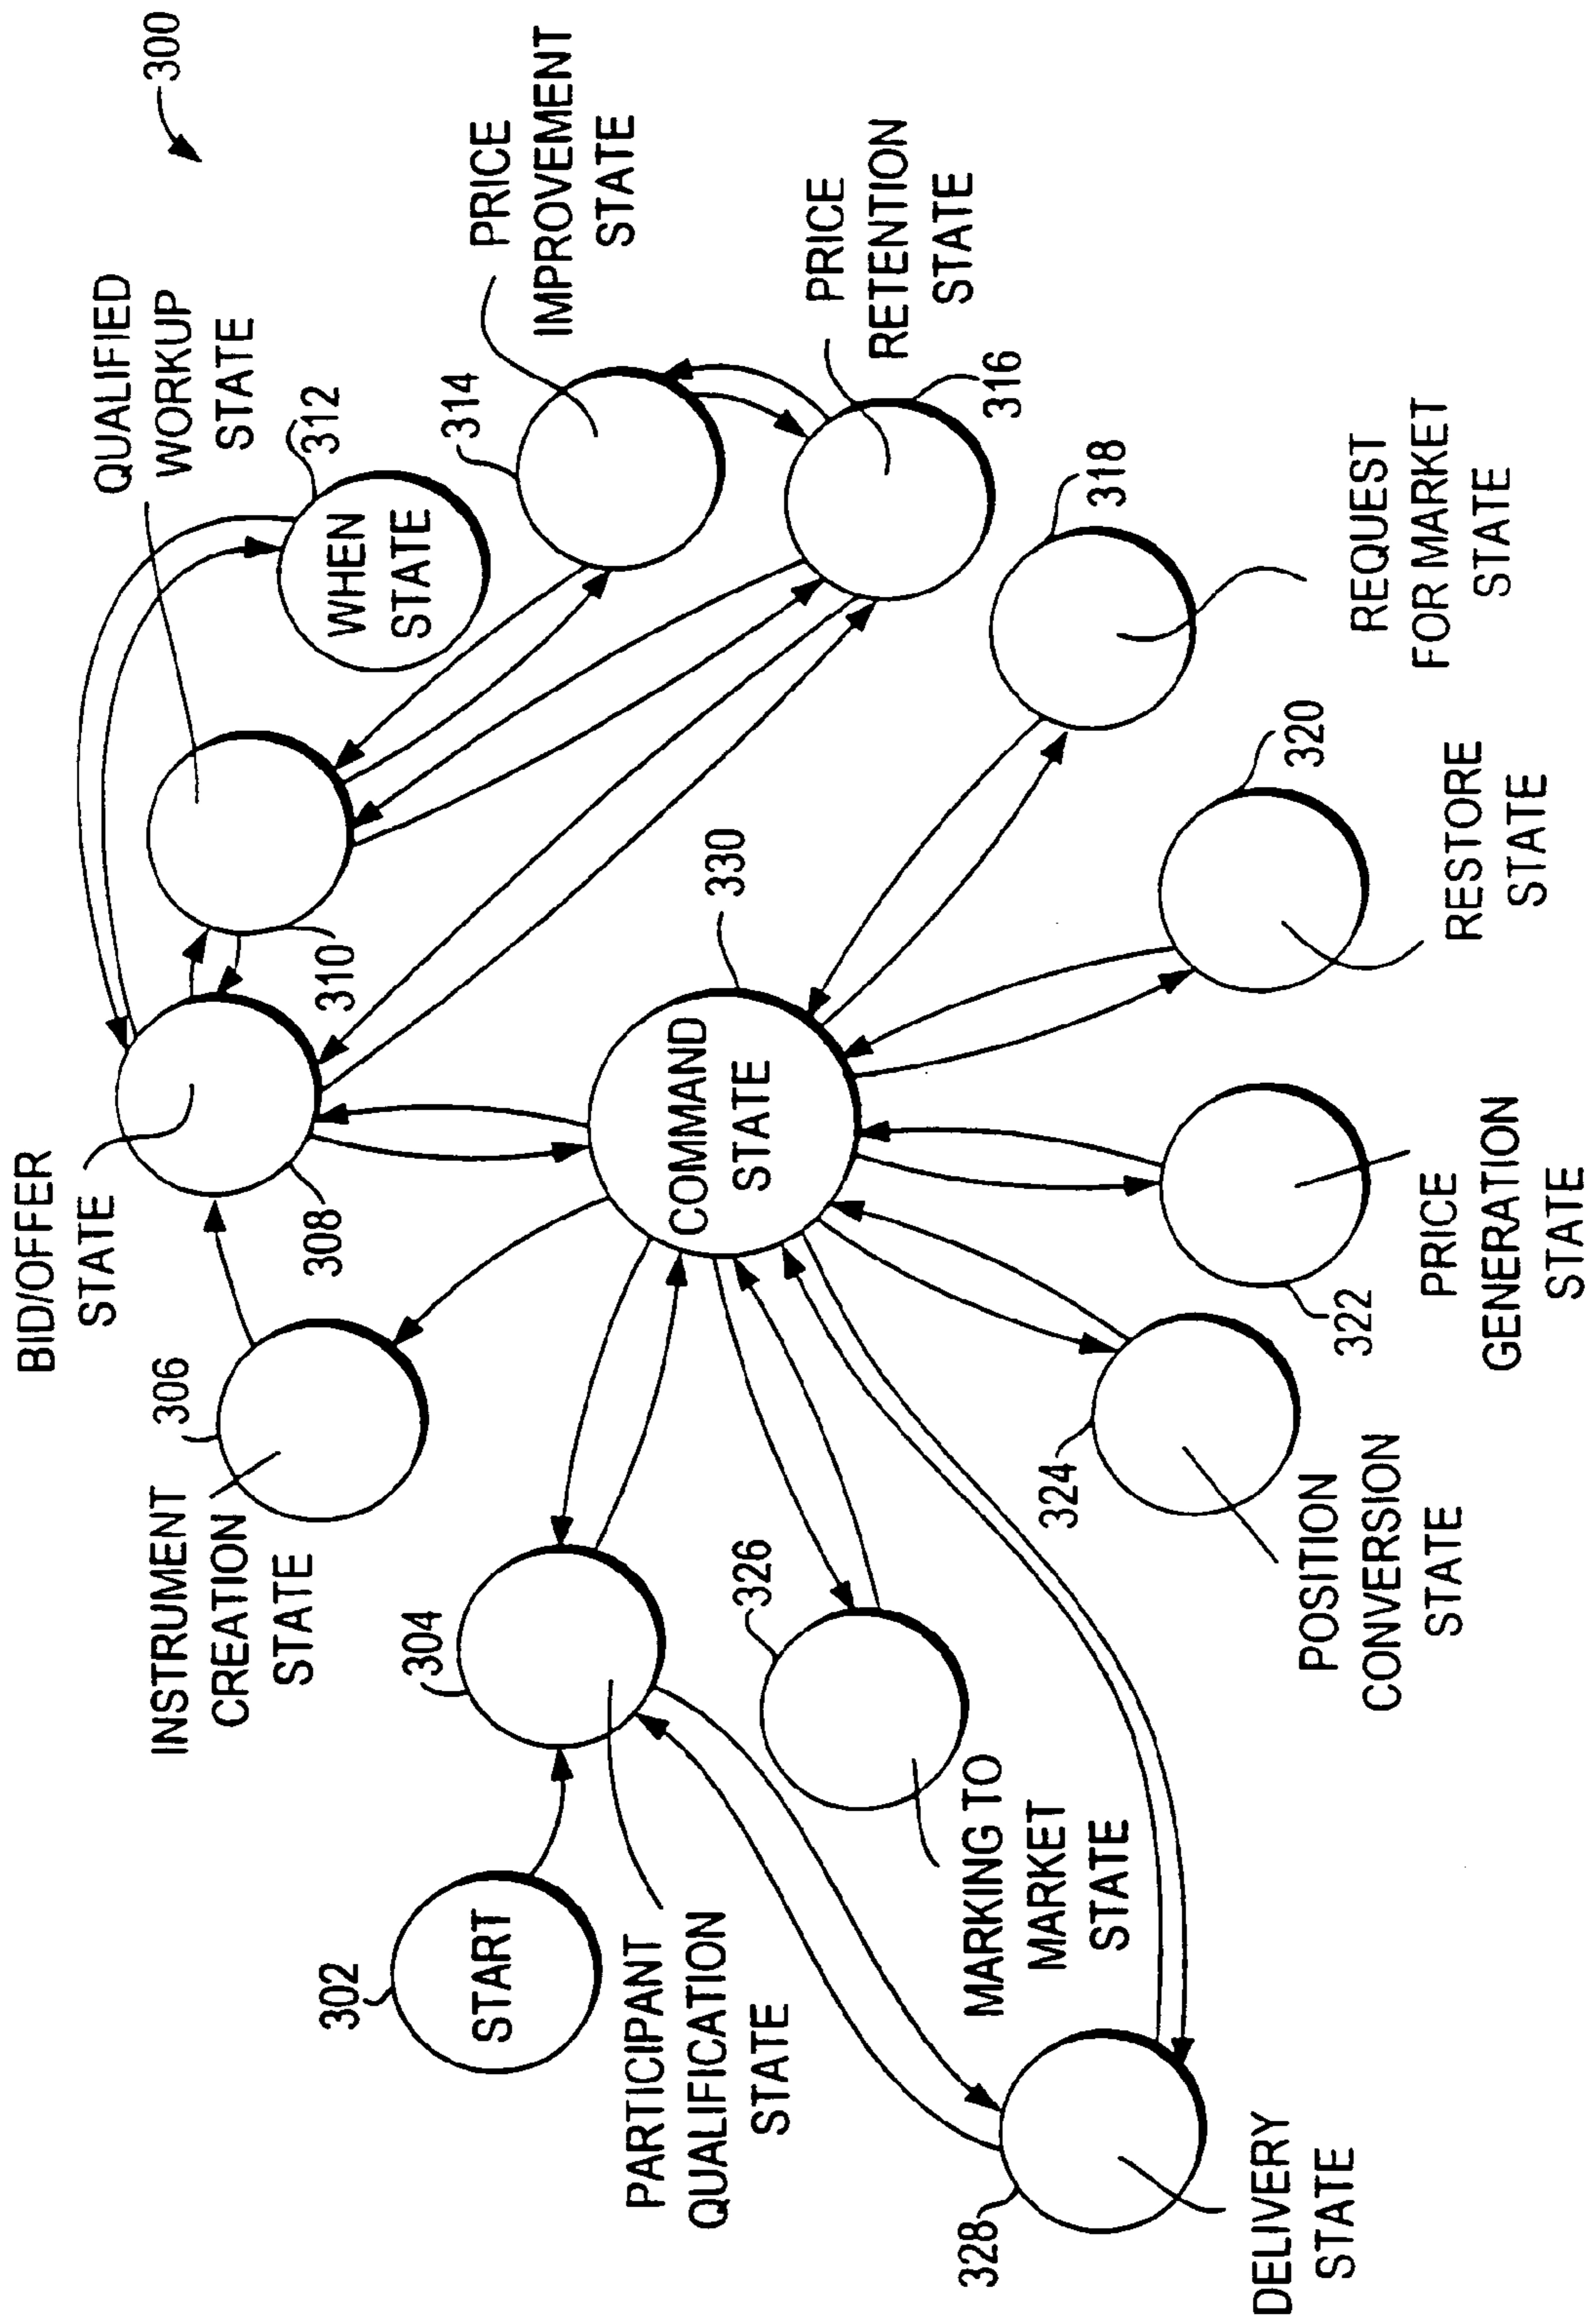 300
BID/OFFER
STATE
QUALIFIED
WORKUP
STATE
312
WHEN
STATE
314
PRICE
IMPROVEMENT
STATE
PRICE
RETENTION
STATE
316
318
REQUEST
FOR MARKET
STATE
320
RESTORE
STATE
310
308
330
COMMAND
STATE
306
INSTRUMENT
CREATION
STATE
304
302
START
PARTICIPANT
QUALIFICATION
STATE
326
MARKING TO
MARKET
STATE
328
DELIVERY
STATE
324
POSITION
CONVERSION
STATE
322
PRICE
GENERATION
STATE